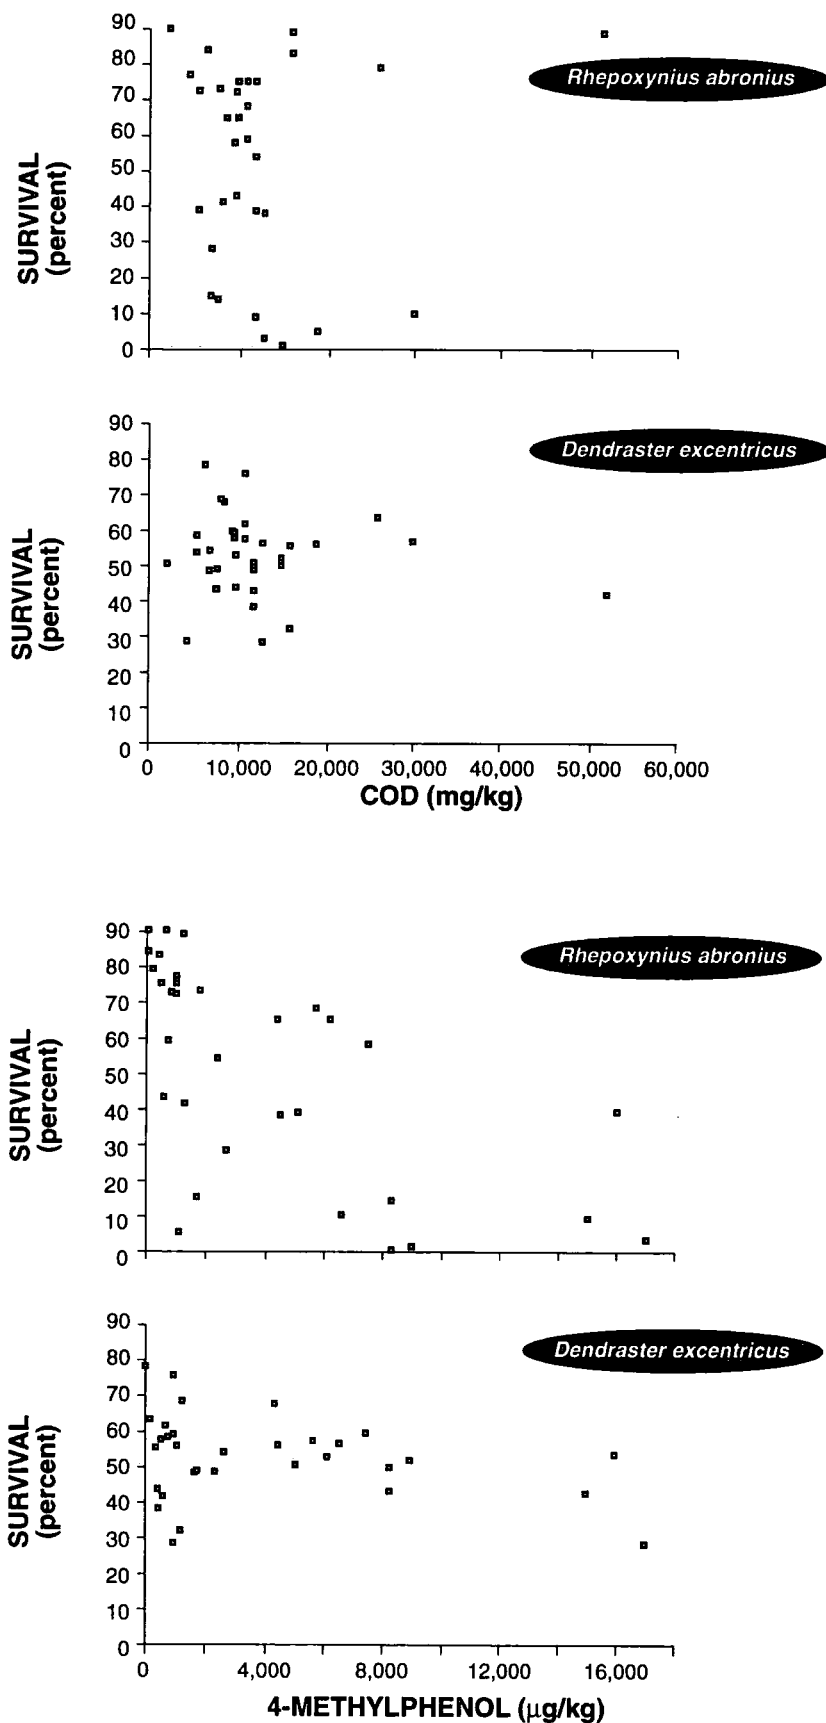 90
80
70
60
50
40
30
20
10
0
SURVIVAL
(percent)
Rhepoxynius abronius
90
80
70
60
50
40
30
20
10
0
SURVIVAL
(percent)
Dendraster excentricus
0 10,000 20,000 30,000 40,000 50,000 60,000
COD (mg/kg)
90
80
70
60
50
40
30
20
10
0
SURVIVAL
(percent)
Rhepoxynius abronius
90
80
70
60
50
40
30
20
10
0
SURVIVAL
(percent)
Dendraster excentricus
0 4,000 8,000 12,000 16,000
4-METHYLPHENOL (μg/kg)